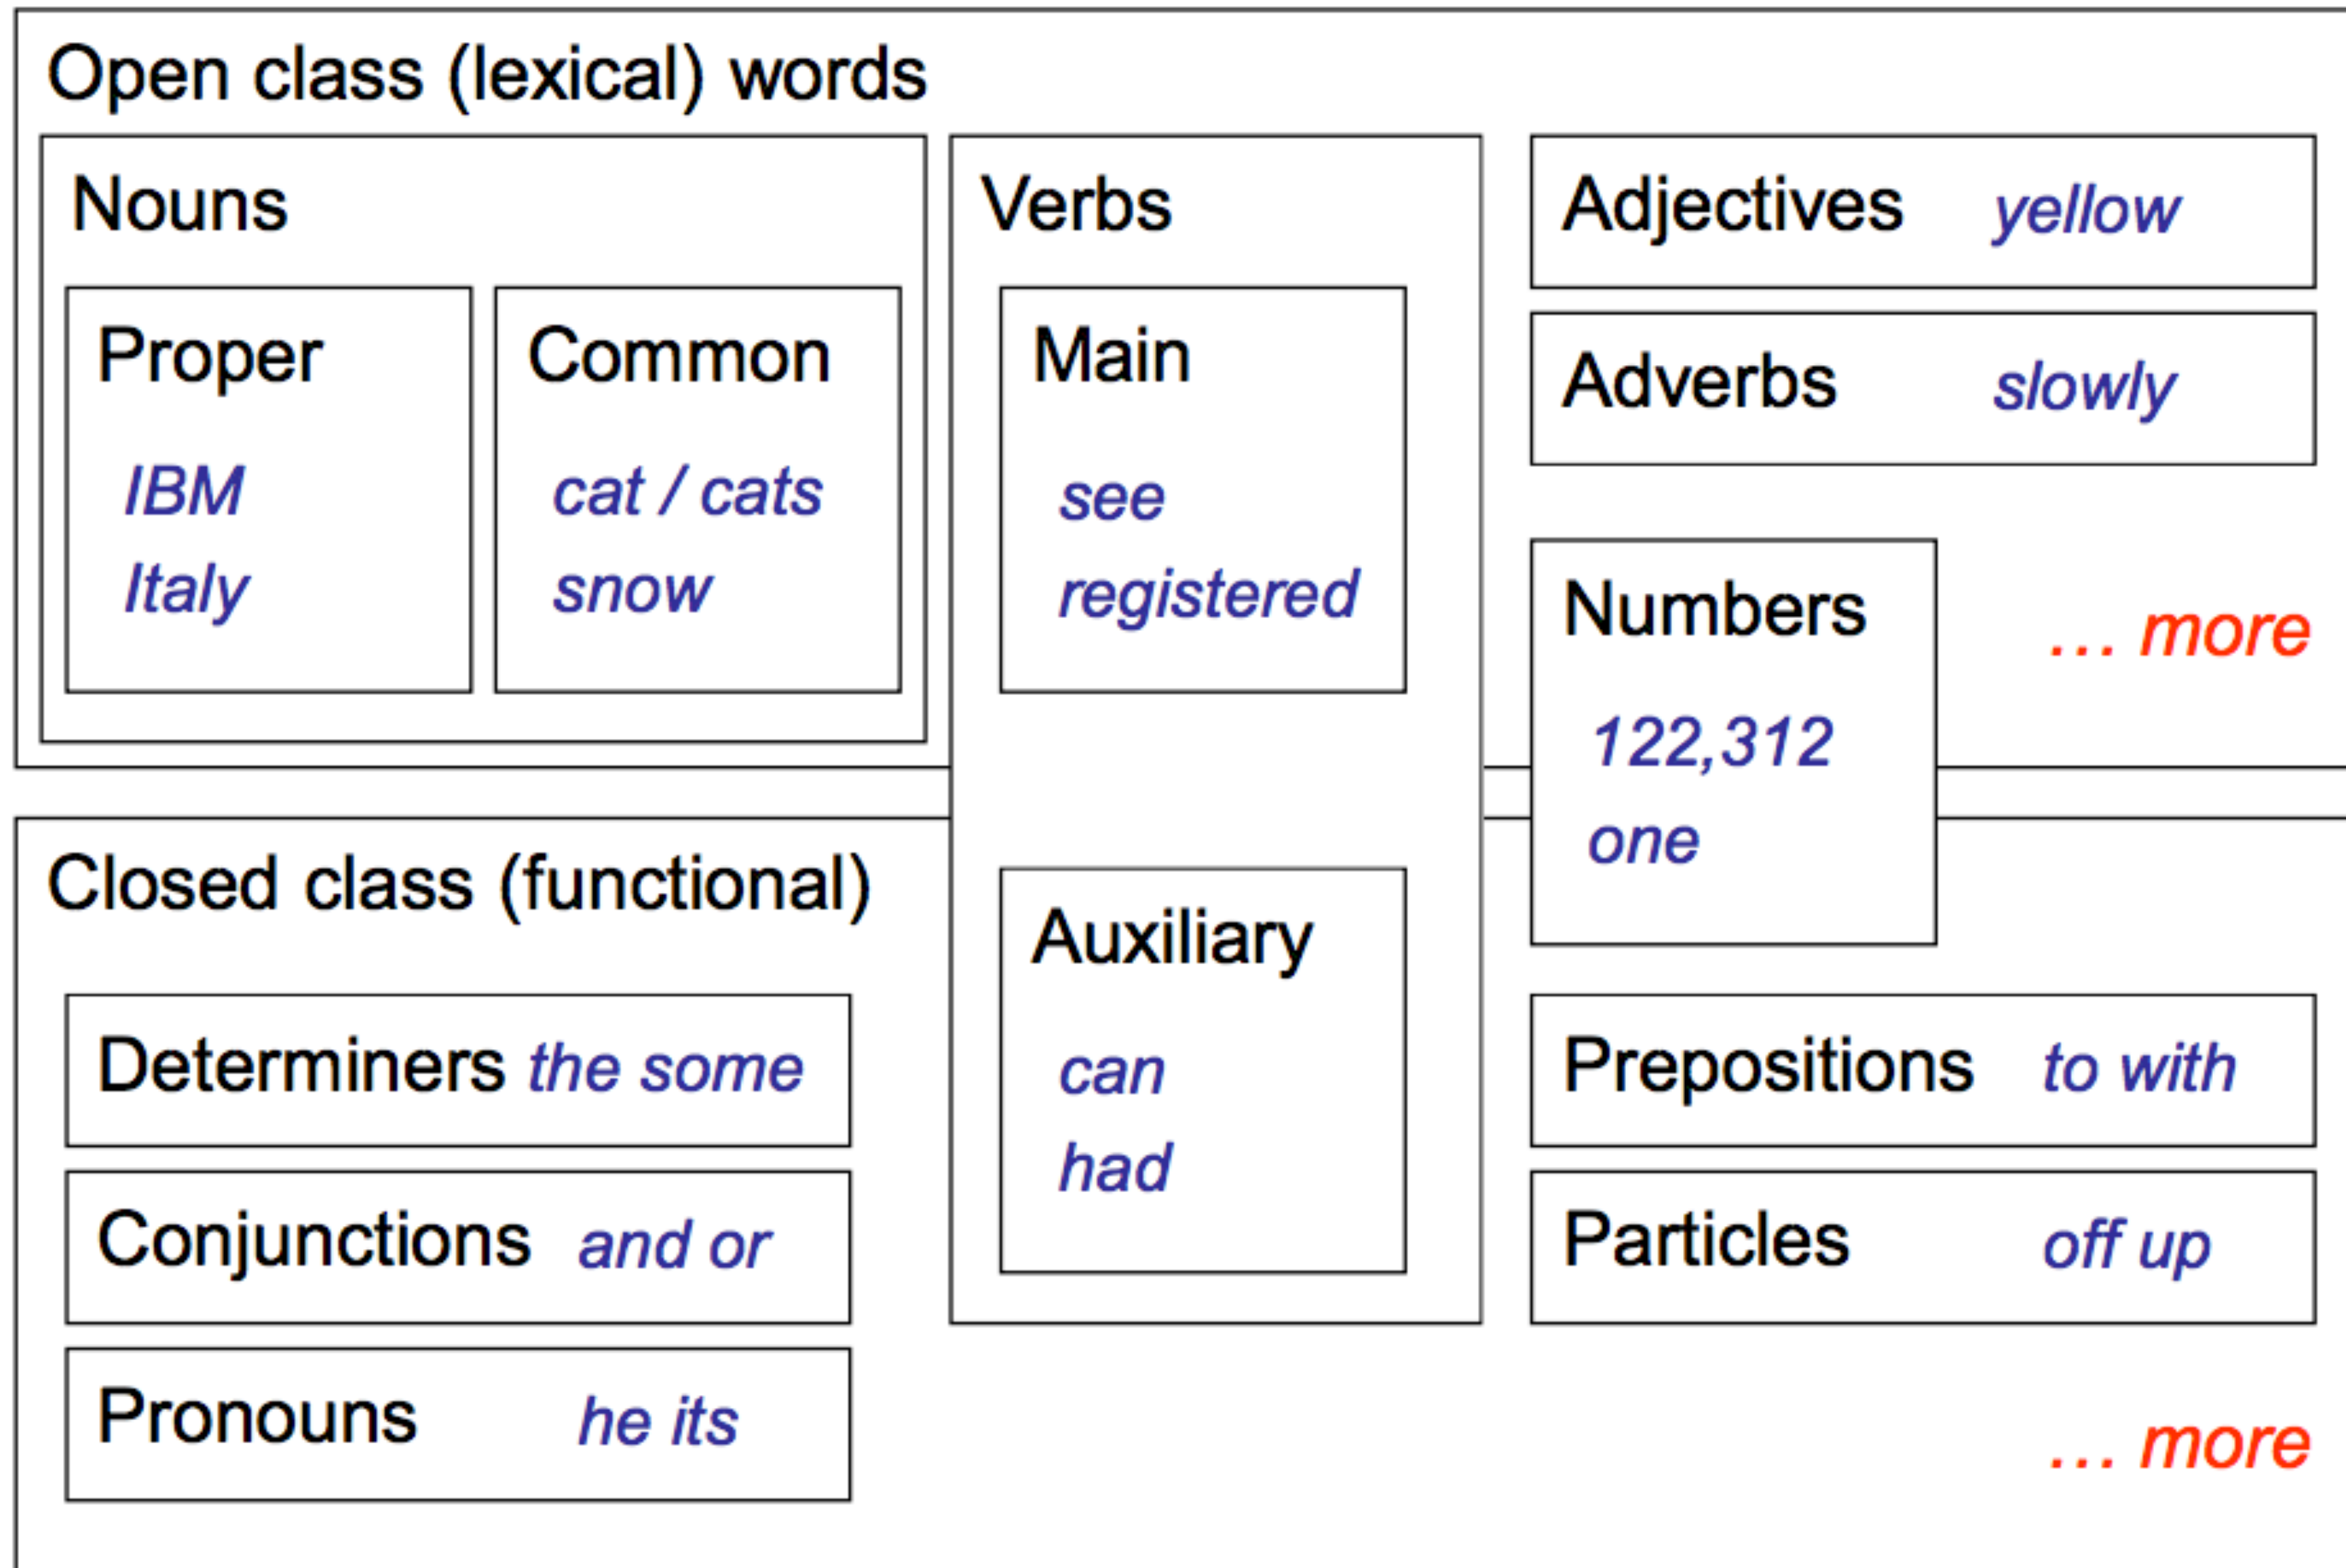 Open class (lexical) words
Nouns
Proper
IBM
Italy
Common
cat / cats
snow
Verbs
Main
see
registered
Adjectives yellow
Adverbs slowly
Numbers
122,312
one
… more
Closed class (functional)
Determiners the some
Conjunctions and or
Pronouns he its
Auxiliary
can
had
Prepositions to with
Particles off up
… more